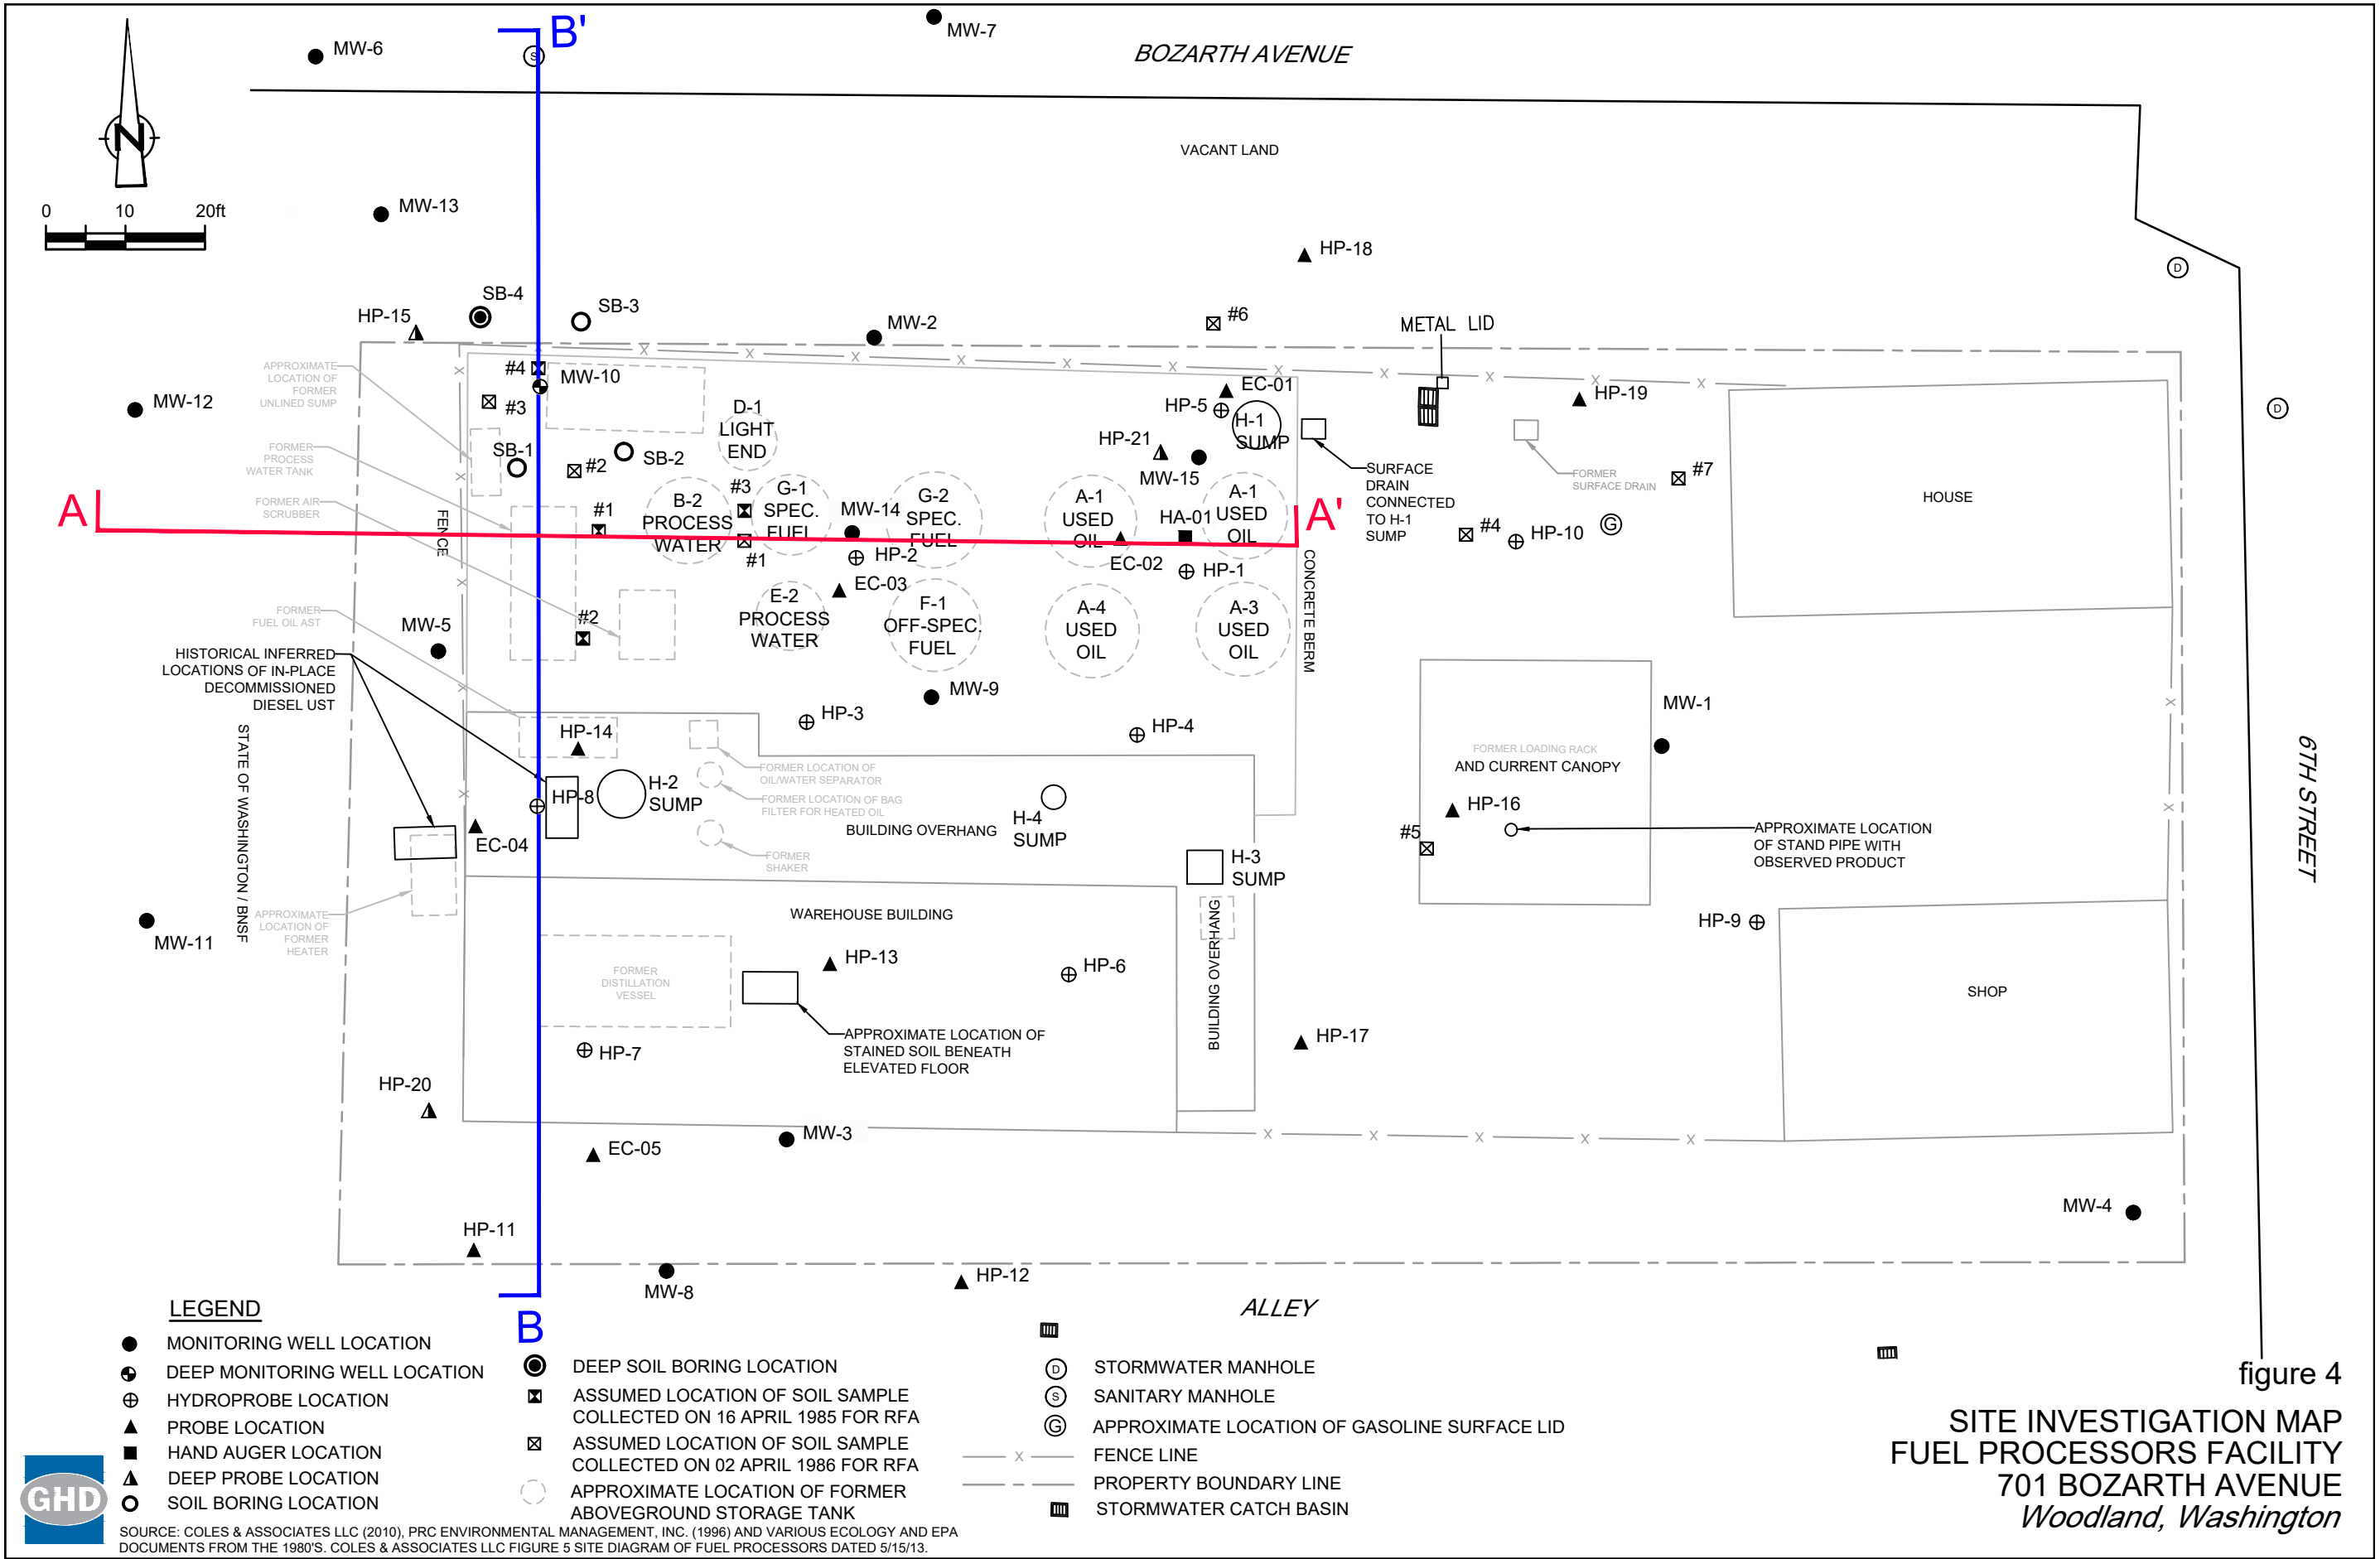 B'
MW-7
MW-6
S
BOZARTH AVENUE
N
VACANT LAND
0 10 20ft
MW-13
HP-18
D
SB-4
SB-3
HP-15
MW-2
#6
METAL LID
APPROXIMATE
LOCATION OF
FORMER
UNLINED SUMP
#4
MW-10
#3
EC-01
HP-5
H-1
SUMP
HP-19
MW-12
D
D-1
LIGHT
END
HP-21
MW-15
SB-1
SB-2
#2
FORMER
PROCESS
WATER TANK
SURFACE
DRAIN
CONNECTED
TO H-1
SUMP
FORMER
SURFACE DRAIN
#7
HOUSE
FORMER AIR
SCRUBBER
A
FENCE
#1
B-2
PROCESS
WATER
#3
#1
G-1
SPEC.
FUEL
MW-14
G-2
SPEC.
FUEL
A-1
USED
OIL
HA-01
A-1
USED
OIL
A'
#4
HP-10
G
HP-2
EC-02
HP-1
EC-03
CONCRETE BERM
FORMER
FUEL OIL AST
#2
E-2
PROCESS
WATER
F-1
OFF-SPEC.
FUEL
A-4
USED
OIL
A-3
USED
OIL
MW-5
HISTORICAL INFERRED
LOCATIONS OF IN-PLACE
DECOMMISSIONED
DIESEL UST
MW-9
MW-1
HP-3
HP-4
STATE OF WASHINGTON / BNSF
HP-14
FORMER LOADING RACK
AND CURRENT CANOPY
6TH STREET
FORMER LOCATION OF
OIL/WATER SEPARATOR
HP-8
H-2
SUMP
FORMER LOCATION OF BAG
FILTER FOR HEATED OIL
H-4
SUMP
HP-16
BUILDING OVERHANG
EC-04
#5
APPROXIMATE LOCATION
OF STAND PIPE WITH
OBSERVED PRODUCT
FORMER
SHAKER
H-3
SUMP
APPROXIMATE
LOCATION OF
FORMER
HEATER
MW-11
WAREHOUSE BUILDING
BUILDING OVERHANG
HP-9
HP-13
HP-6
FORMER
DISTILLATION
VESSEL
SHOP
APPROXIMATE LOCATION OF
STAINED SOIL BENEATH
ELEVATED FLOOR
HP-7
HP-17
HP-20
MW-3
EC-05
MW-4
HP-11
MW-8
HP-12
B
ALLEY
LEGEND
MONITORING WELL LOCATION
DEEP MONITORING WELL LOCATION
HYDROPROBE LOCATION
PROBE LOCATION
HAND AUGER LOCATION
DEEP PROBE LOCATION
SOIL BORING LOCATION
DEEP SOIL BORING LOCATION
ASSUMED LOCATION OF SOIL SAMPLE
COLLECTED ON 16 APRIL 1985 FOR RFA
ASSUMED LOCATION OF SOIL SAMPLE
COLLECTED ON 02 APRIL 1986 FOR RFA
APPROXIMATE LOCATION OF FORMER
ABOVEGROUND STORAGE TANK
D STORMWATER MANHOLE
S SANITARY MANHOLE
G APPROXIMATE LOCATION OF GASOLINE SURFACE LID
X FENCE LINE
PROPERTY BOUNDARY LINE
STORMWATER CATCH BASIN
GHD
SOURCE: COLES & ASSOCIATES LLC (2010), PRC ENVIRONMENTAL MANAGEMENT, INC. (1996) AND VARIOUS ECOLOGY AND EPA
DOCUMENTS FROM THE 1980'S. COLES & ASSOCIATES LLC FIGURE 5 SITE DIAGRAM OF FUEL PROCESSORS DATED 5/15/13.
figure 4
SITE INVESTIGATION MAP
FUEL PROCESSORS FACILITY
701 BOZARTH AVENUE
Woodland, Washington